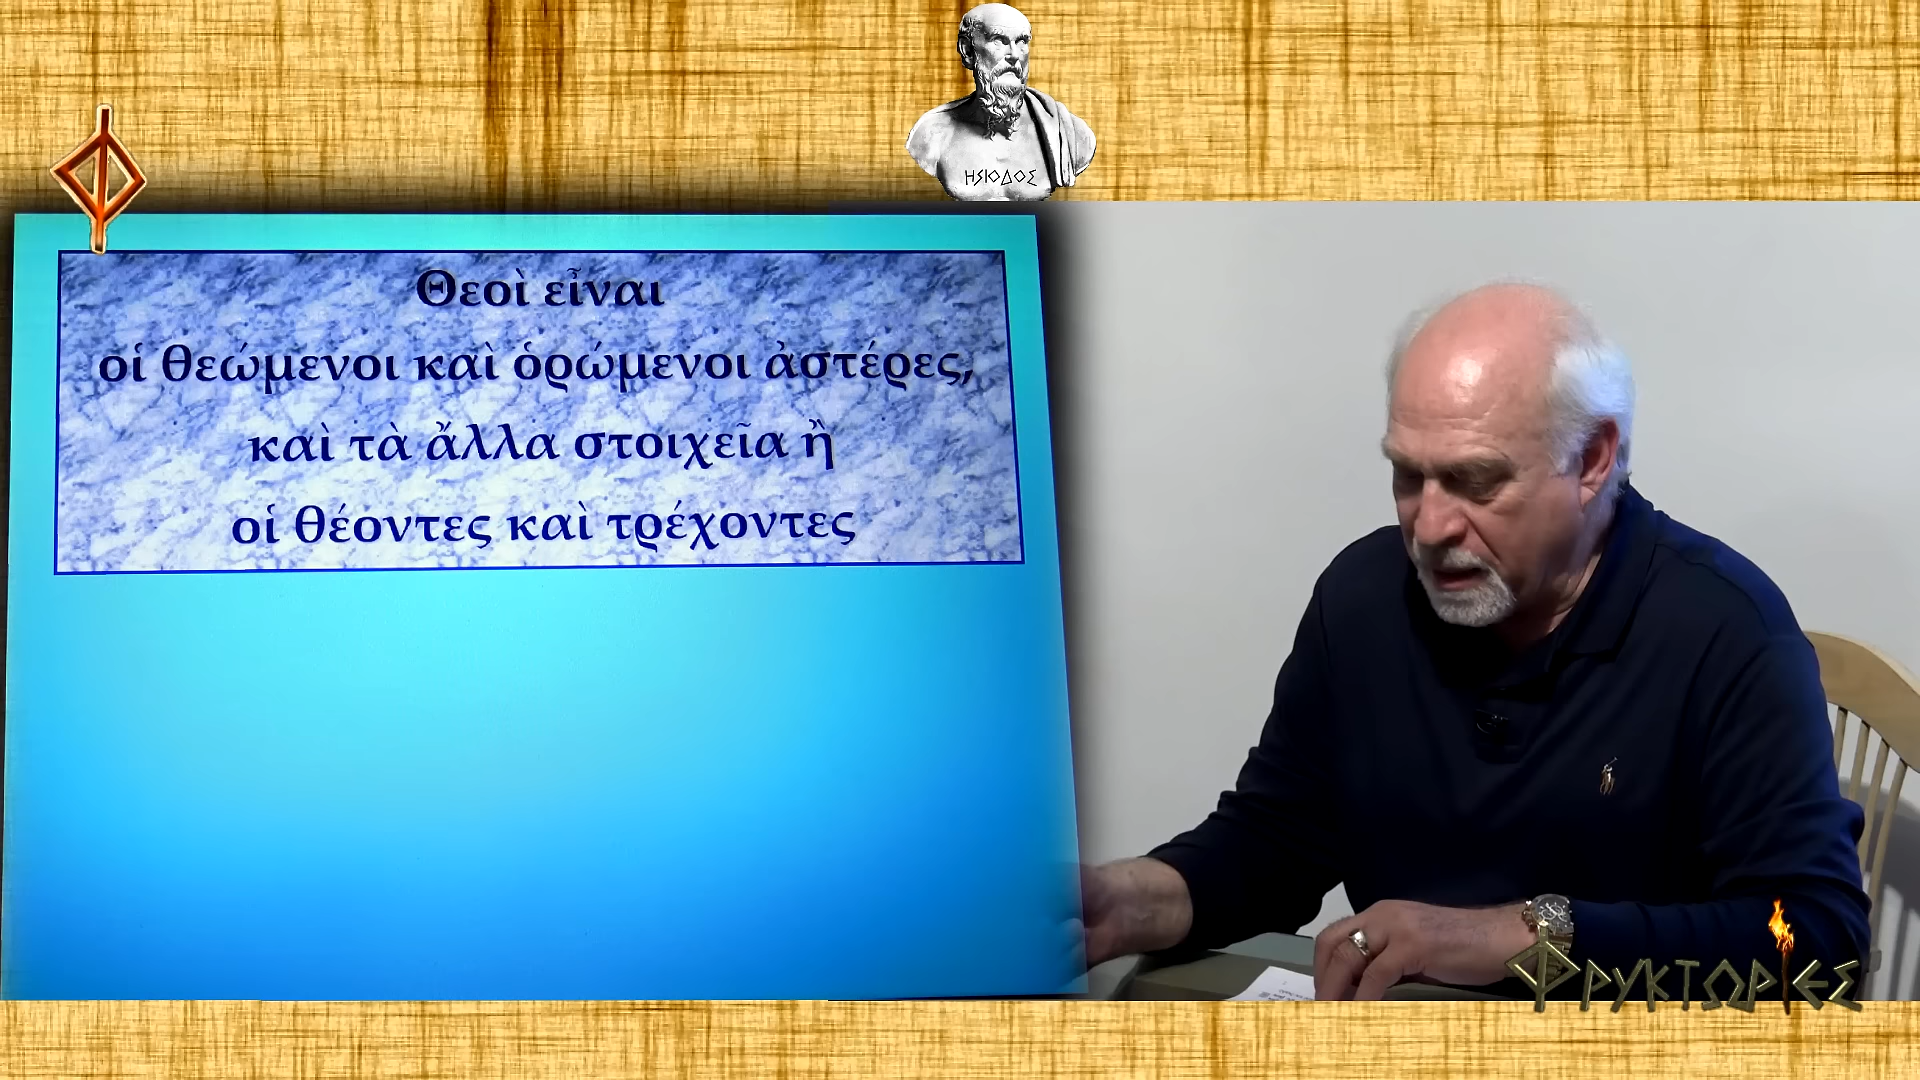 ΗΣΙΟΔΟΣ
Θεοὶ εἶναι
οἱ θεώμενοι καὶ ὁρώμενοι ἀστέρες,
καὶ τὰ ἄλλα στοιχεῖα ἢ
οἱ θέοντες καὶ τρέχοντες
ΦΡΥΚΤΩΡΙΕΣ